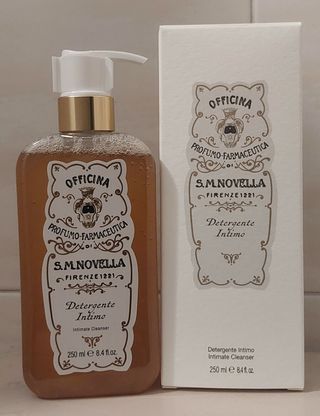 OFFICINA
PROFUMO-FARMACEUTICA
DI
S.M.NOVELLA
FIRENZE 1221
Detergente
Intimo
Intimate Cleanser
250 ml e 8.4 fl.oz.
OFFICINA
PROFUMO-FARMACEUTICA
DI
S.M.NOVELLA
FIRENZE 1221
Detergente
Intimo
Detergente Intimo
Intimate Cleanser
250 ml e 8.4 fl.oz.